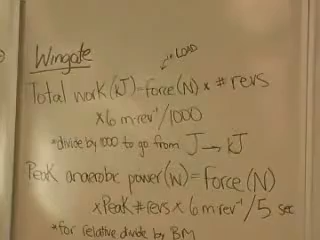 Wingate
LOAD
Total work (kJ) = force (N) x # revs
x 6 m·rev⁻¹/1000
*divide by 1000 to go from J → kJ
Peak anaerobic power (W) = Force (N)
x Peak # revs x 6 m·rev⁻¹/5 sec
*for relative divide by BM